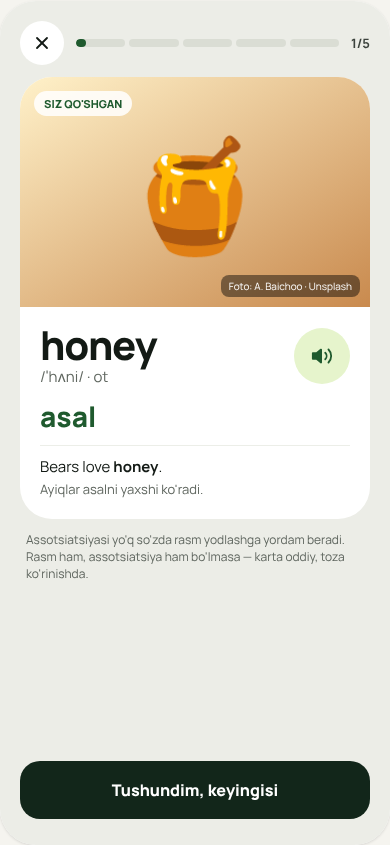 1/5
SIZ QO'SHGAN
Foto: A. Baichoo · Unsplash
honey
/ˈhʌni/ · ot
asal
Bears love honey.
Ayiqlar asalni yaxshi ko'radi.
Assotsiatsiyasi yo'q so'zda rasm yodlashga yordam beradi.
Rasm ham, assotsiatsiya ham bo'lmasa — karta oddiy, toza
ko'rinishda.
Tushundim, keyingisi